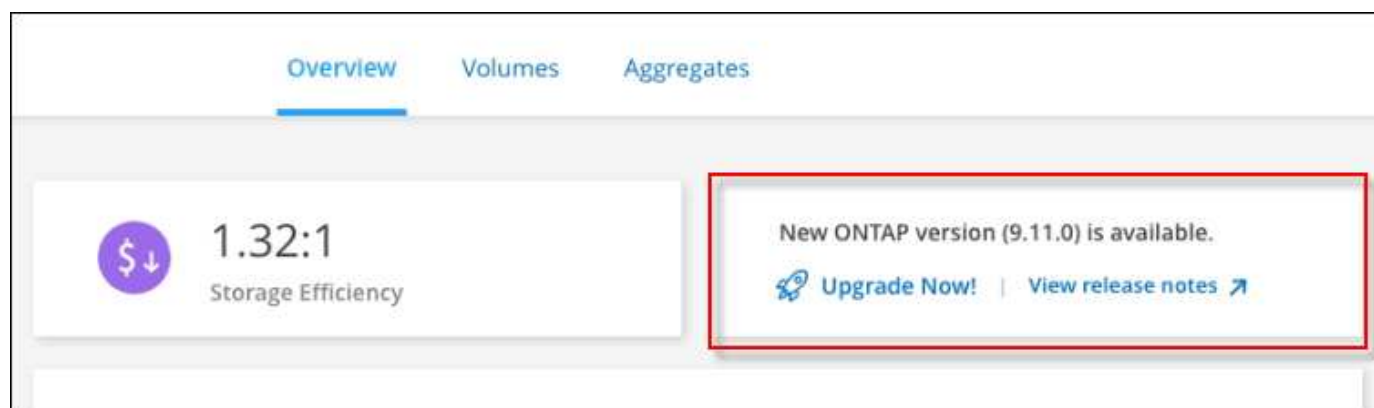 Overview Volumes Aggregates
1.32:1
Storage Efficiency
New ONTAP version (9.11.0) is available.
Upgrade Now! | View release notes